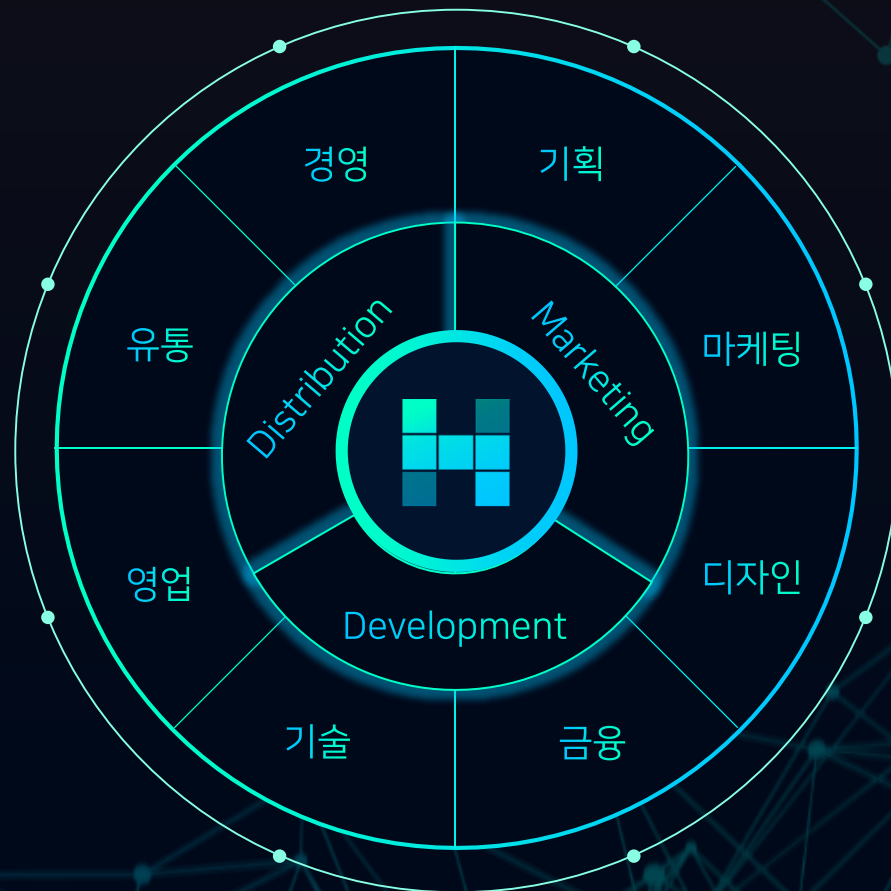 경영
기획
유통
마케팅
영업
디자인
기술
금융
Distribution
Marketing
Development